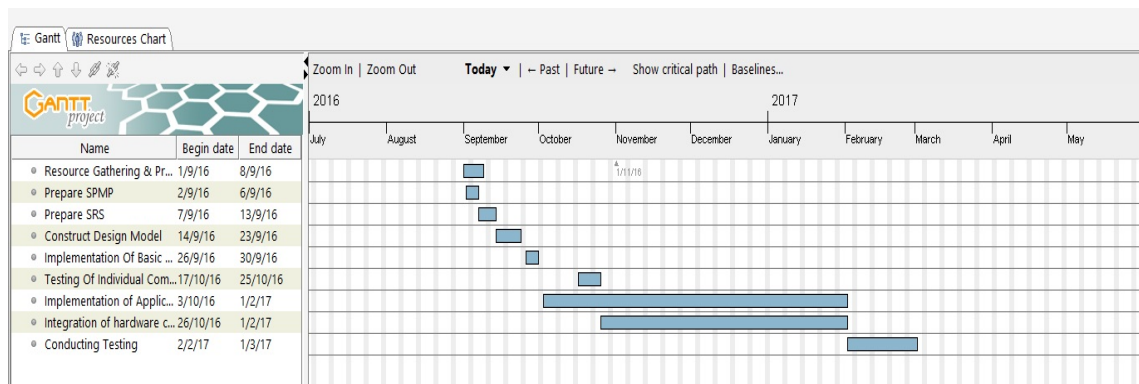 Gantt Resources Chart
Zoom In | Zoom Out Today ▾ | ← Past | Future → Show critical path | Baselines...
GANTT project
2016 2017
Name Begin date End date
July August September October November December January February March April May
Resource Gathering & Pr... 1/9/16 8/9/16
1/11/16
Prepare SPMP 2/9/16 6/9/16
Prepare SRS 7/9/16 13/9/16
Construct Design Model 14/9/16 23/9/16
Implementation Of Basic ... 26/9/16 30/9/16
Testing Of Individual Com... 17/10/16 25/10/16
Implementation of Applic... 3/10/16 1/2/17
Integration of hardware c... 26/10/16 1/2/17
Conducting Testing 2/2/17 1/3/17